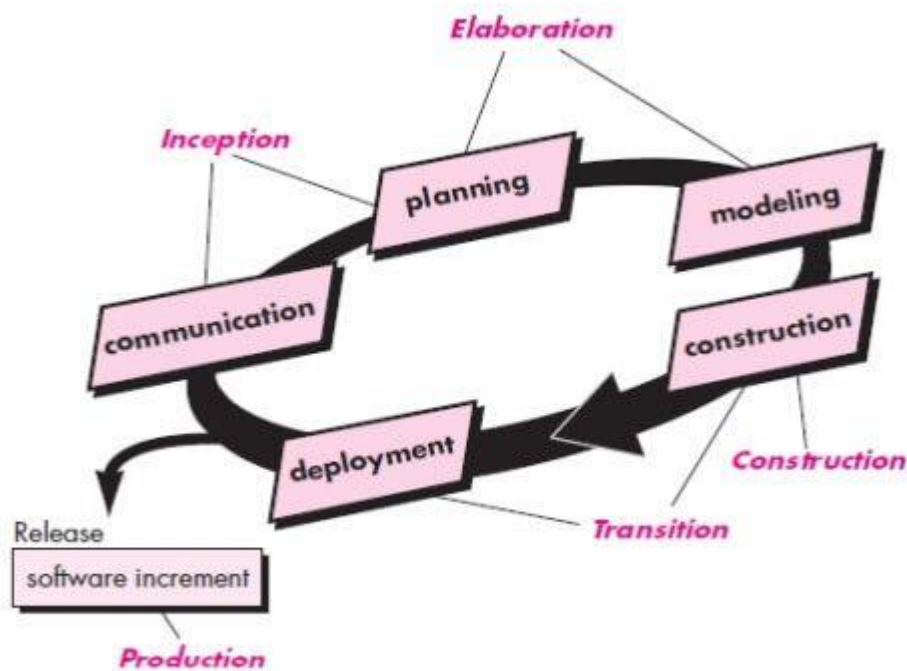 Elaboration
Inception
planning
modeling
communication
construction
deployment
Construction
Transition
Release
software increment
Production